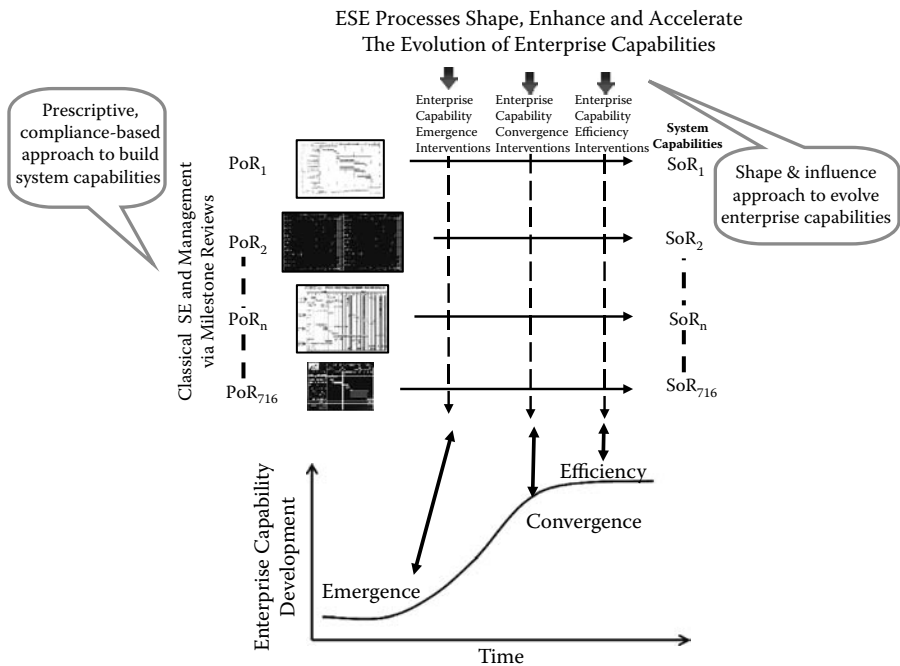 ESE Processes Shape, Enhance and Accelerate
The Evolution of Enterprise Capabilities
Prescriptive,
compliance-based
approach to build
system capabilities
Enterprise
Capability
Emergence
Interventions
Enterprise
Capability
Convergence
Interventions
Enterprise
Capability
Efficiency
Interventions
System
Capabilities
Shape & influence
approach to evolve
enterprise capabilities
Classical SE and Management
via Milestone Reviews
PoR1
SoR1
PoR2
SoR2
PoRn
SoRn
PoR716
SoR716
Enterprise Capability
Development
Emergence
Convergence
Efficiency
Time